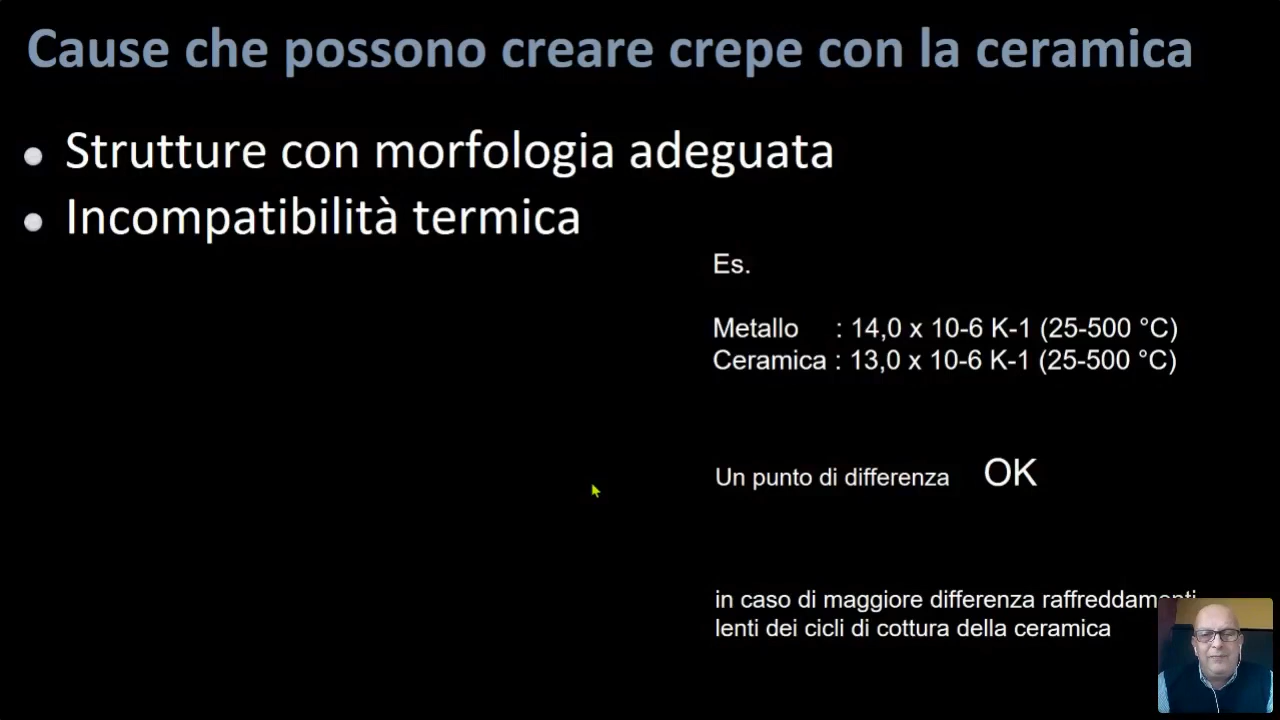 Cause che possono creare crepe con la ceramica
Strutture con morfologia adeguata
Incompatibilità termica
Es.
Metallo : 14,0 x 10-6 K-1 (25-500 °C)
Ceramica : 13,0 x 10-6 K-1 (25-500 °C)
Un punto di differenza OK
in caso di maggiore differenza raffreddamenti
lenti dei cicli di cottura della ceramica